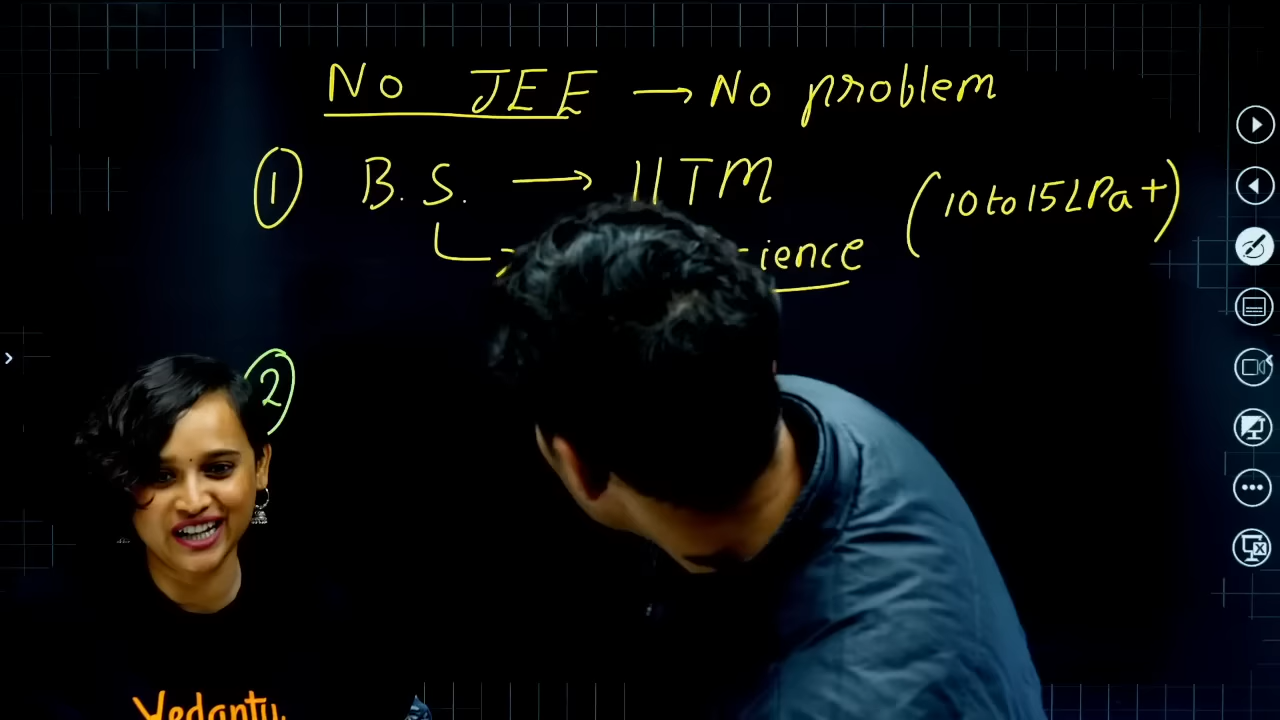 No JEE → No problem
① B.S. → IITM (10 to 15 LPa+)
ience
②
Vedantu